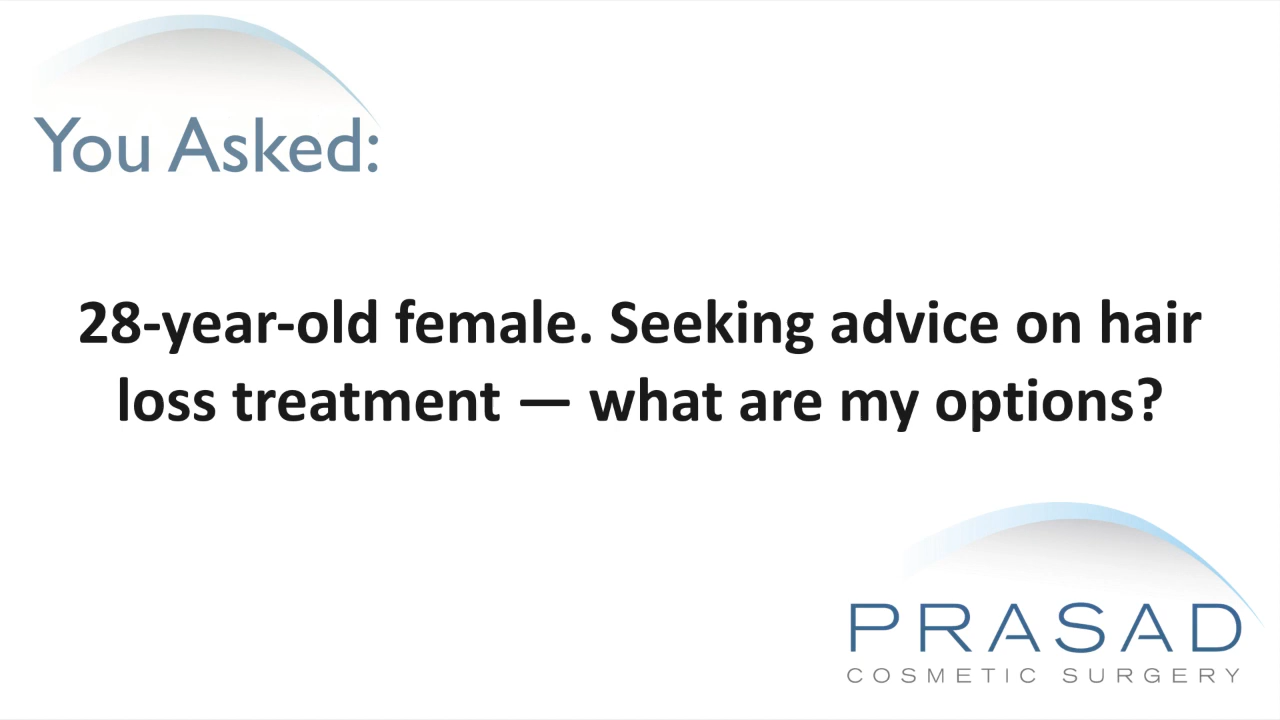 You Asked:
28-year-old female. Seeking advice on hair
loss treatment — what are my options?
PRASAD
COSMETIC SURGERY